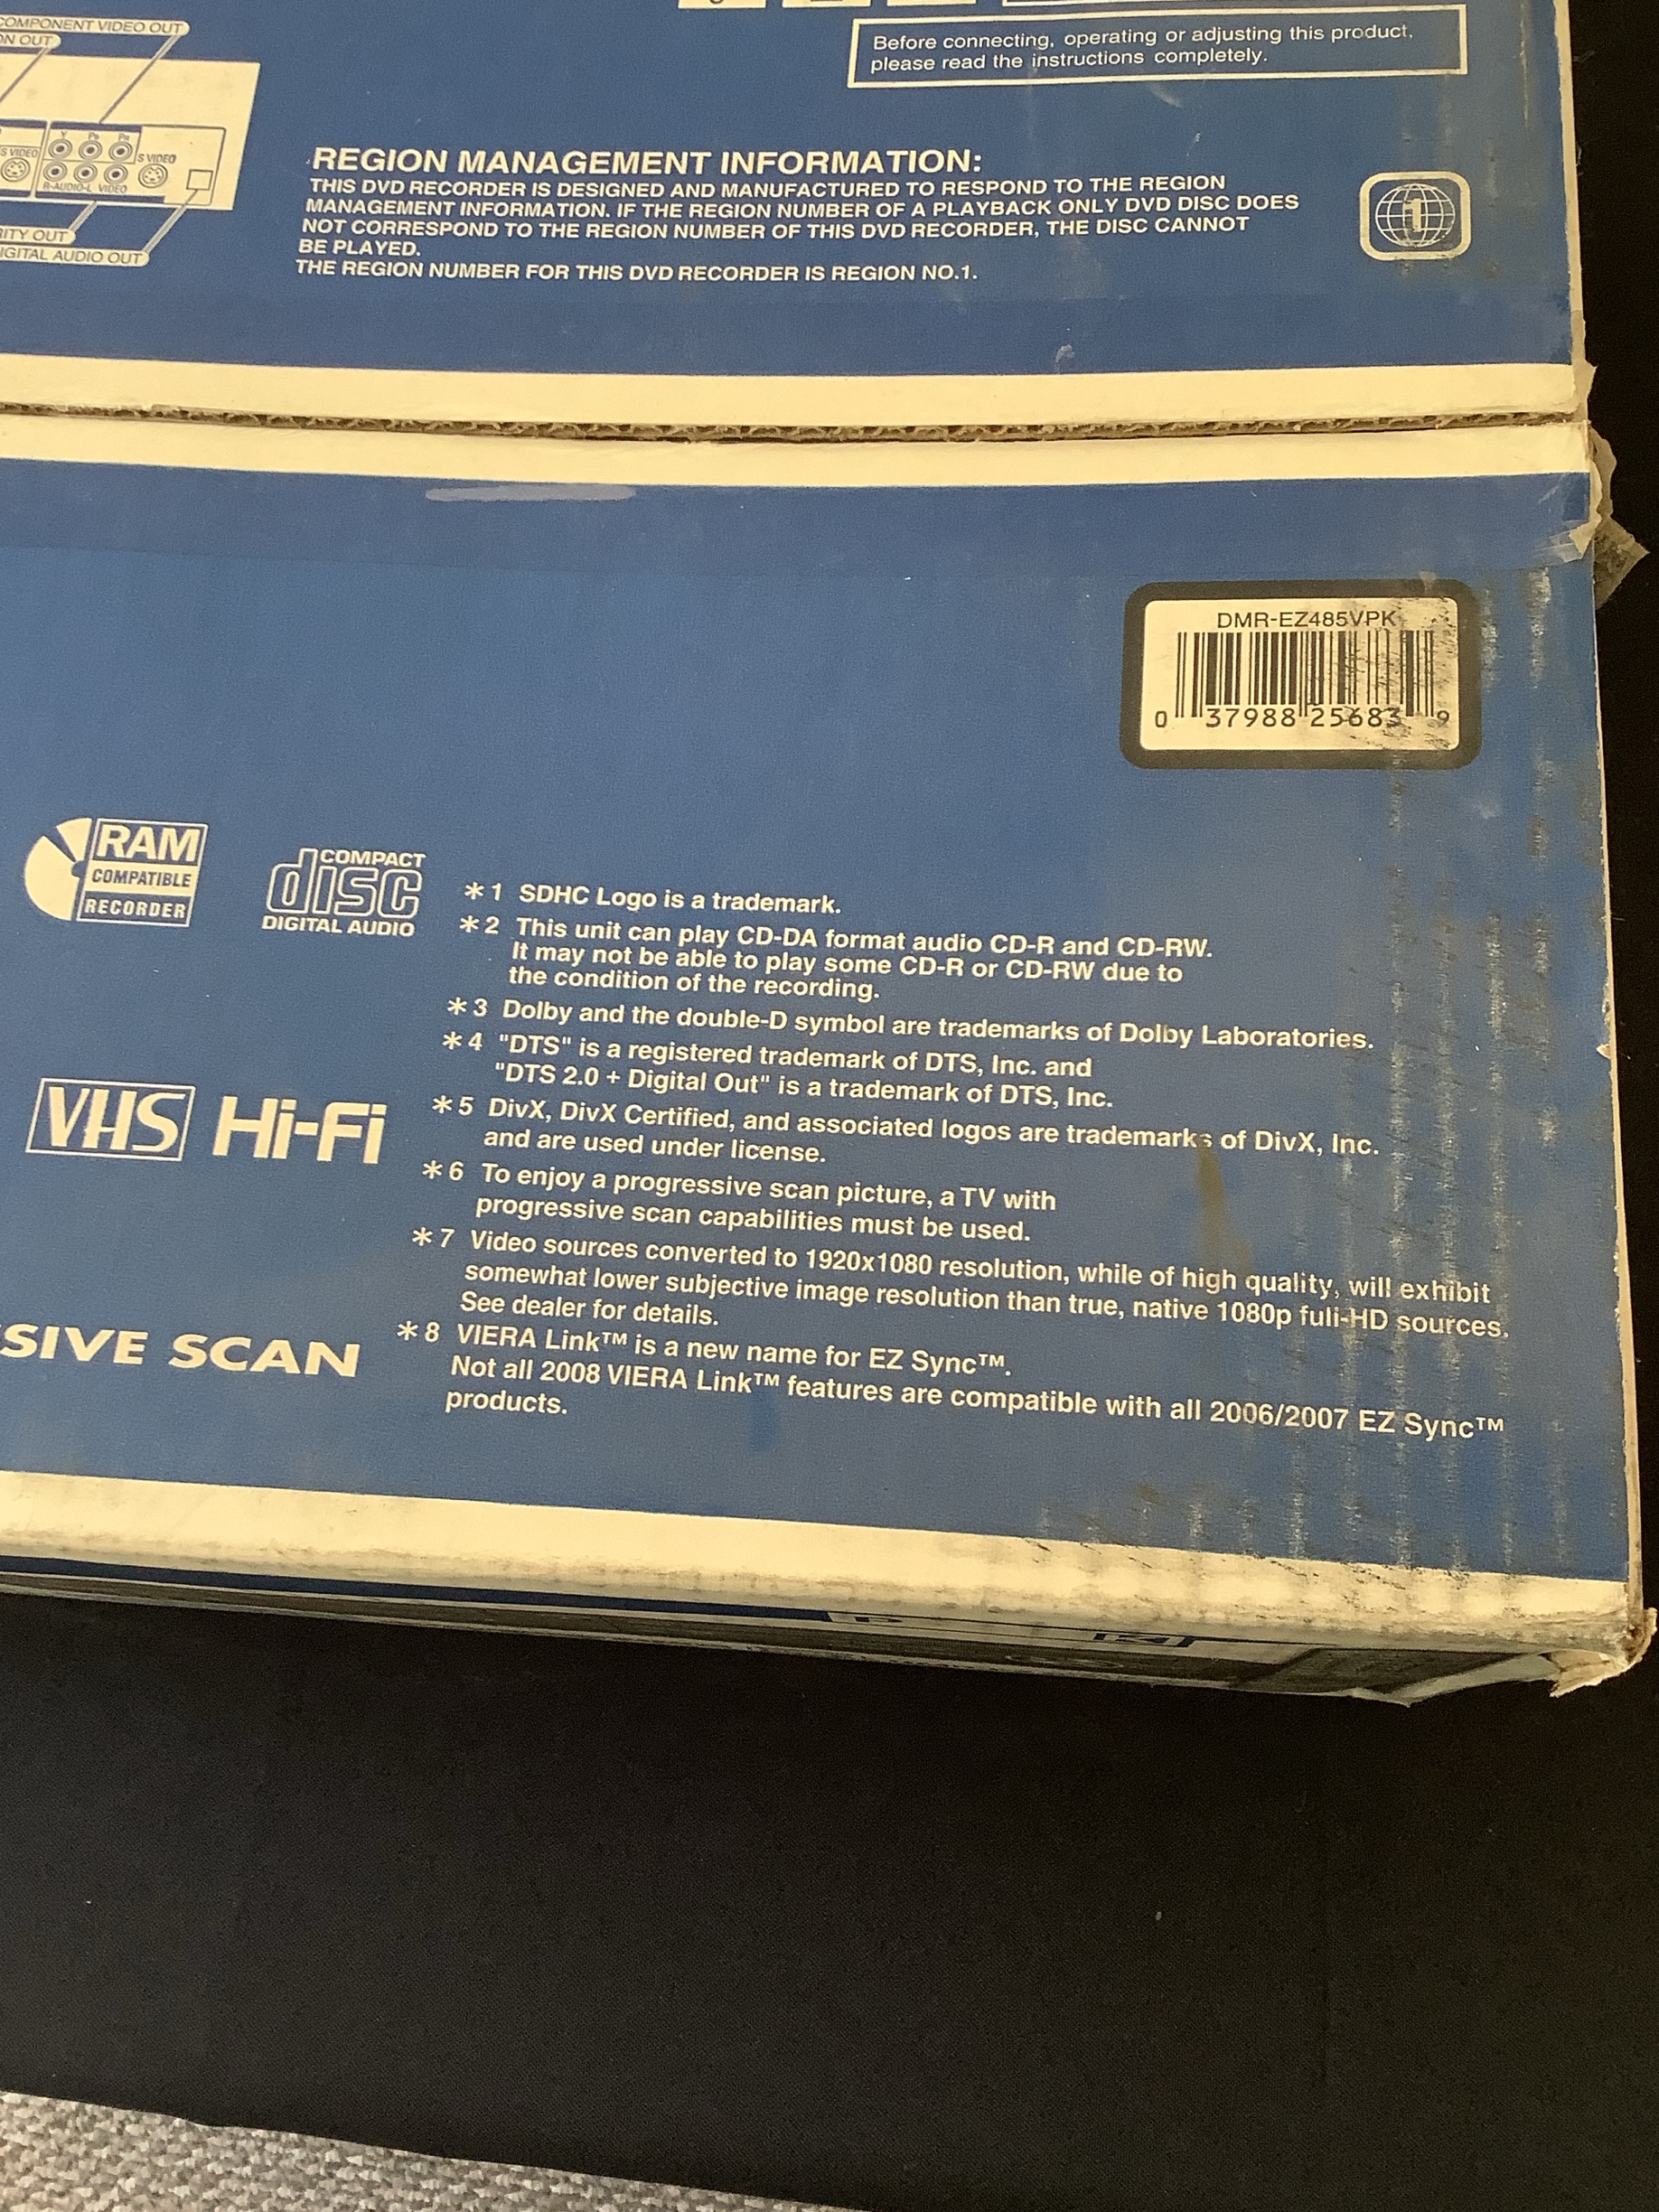 COMPONENT VIDEO OUT
ON OUT
Y PB PR
S VIDEO
S VIDEO
R-AUDIO-L VIDEO
RITY OUT
IGITAL AUDIO OUT
Before connecting, operating or adjusting this product,
please read the instructions completely.
REGION MANAGEMENT INFORMATION:
THIS DVD RECORDER IS DESIGNED AND MANUFACTURED TO RESPOND TO THE REGION
MANAGEMENT INFORMATION. IF THE REGION NUMBER OF A PLAYBACK ONLY DVD DISC DOES
NOT CORRESPOND TO THE REGION NUMBER OF THIS DVD RECORDER, THE DISC CANNOT
BE PLAYED.
THE REGION NUMBER FOR THIS DVD RECORDER IS REGION NO.1.
1
DMR-EZ485VPK
0 37988 25683 9
RAM
COMPATIBLE
RECORDER
COMPACT
disc
DIGITAL AUDIO
VHS Hi-Fi
SSIVE SCAN
*1 SDHC Logo is a trademark.
*2 This unit can play CD-DA format audio CD-R and CD-RW.
It may not be able to play some CD-R or CD-RW due to
the condition of the recording.
*3 Dolby and the double-D symbol are trademarks of Dolby Laboratories.
*4 "DTS" is a registered trademark of DTS, Inc. and
"DTS 2.0 + Digital Out" is a trademark of DTS, Inc.
*5 DivX, DivX Certified, and associated logos are trademarks of DivX, Inc.
and are used under license.
*6 To enjoy a progressive scan picture, a TV with
progressive scan capabilities must be used.
*7 Video sources converted to 1920x1080 resolution, while of high quality, will exhibit
somewhat lower subjective image resolution than true, native 1080p full-HD sources.
See dealer for details.
*8 VIERA Link™ is a new name for EZ Sync™.
Not all 2008 VIERA Link™ features are compatible with all 2006/2007 EZ Sync™
products.